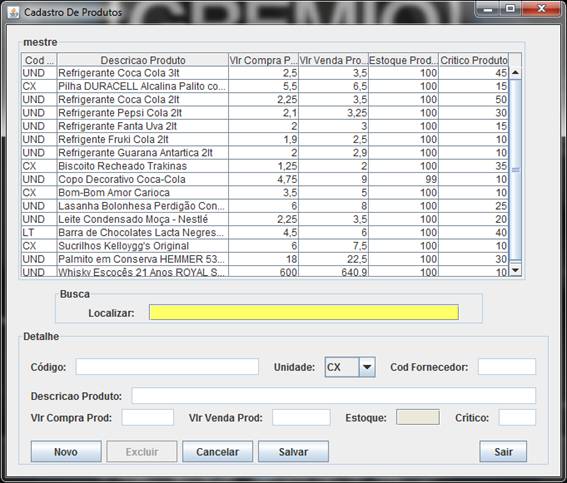 GREMIO
Cadastro De Produtos
mestre
Cod ... Descricao Produto Vlr Compra P... Vlr Venda Pro... Estoque Prod... Critico Produto
UND Refrigerante Coca Cola 3lt 2,5 3,5 100 45
CX Pilha DURACELL Alcalina Palito co... 5,5 6,5 100 15
UND Refrigerante Coca Cola 2lt 2,25 3,5 100 50
UND Refrigerante Pepsi Cola 2lt 2,1 3,25 100 30
UND Refrigerante Fanta Uva 2lt 2 3 100 15
UND Refrigente Fruki Cola 2lt 1,9 2,5 100 10
UND Refrigerante Guarana Antartica 2lt 2 2,9 100 10
CX Biscoito Recheado Trakinas 1,25 2 100 35
UND Copo Decorativo Coca-Cola 4,75 9 99 10
CX Bom-Bom Amor Carioca 3,5 5 100 10
UND Lasanha Bolonhesa Perdigão Con... 6 8 100 25
UND Leite Condensado Moça - Nestlé 2,25 3,5 100 20
LT Barra de Chocolates Lacta Negres... 4,5 6 100 40
CX Sucrilhos Kelloygg's Original 6 7,5 100 10
UND Palmito em Conserva HEMMER 53... 18 22,5 100 30
UND Whisky Escocês 21 Anos ROYAL S... 600 640,9 100 10
Busca
Localizar:
Detalhe
Código: Unidade: CX Cod Fornecedor:
Descricao Produto:
Vlr Compra Prod: Vlr Venda Prod: Estoque: Crítico:
Novo Excluir Cancelar Salvar Sair